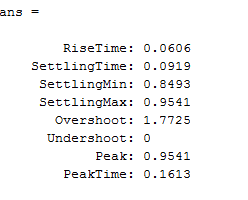 ans =
RiseTime: 0.0606
SettlingTime: 0.0919
SettlingMin: 0.8493
SettlingMax: 0.9541
Overshoot: 1.7725
Undershoot: 0
Peak: 0.9541
PeakTime: 0.1613